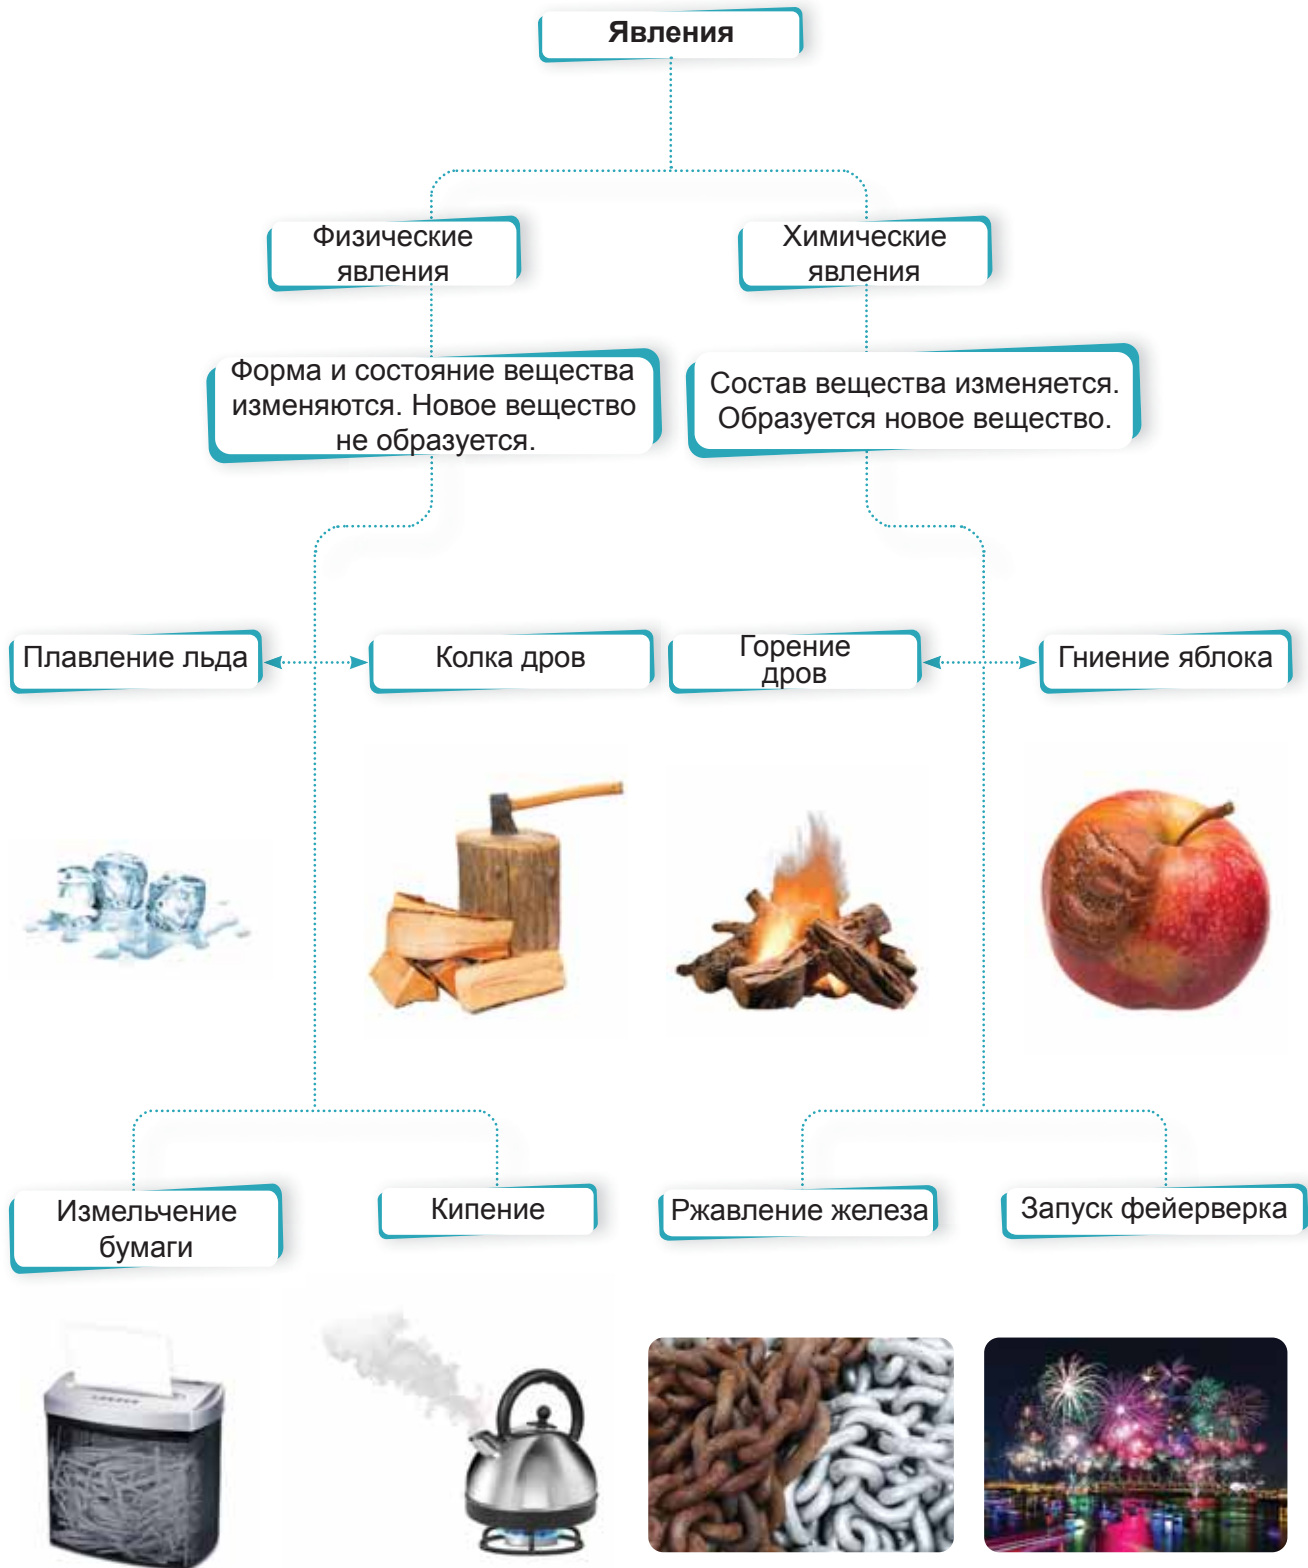 Явления
Физические
явления
Химические
явления
Форма и состояние вещества
изменяются. Новое вещество
не образуется.
Состав вещества изменяется.
Образуется новое вещество.
Плавление льда
Колка дров
Горение
дров
Гниение яблока
Измельчение
бумаги
Кипение
Ржавление железа
Запуск фейерверка